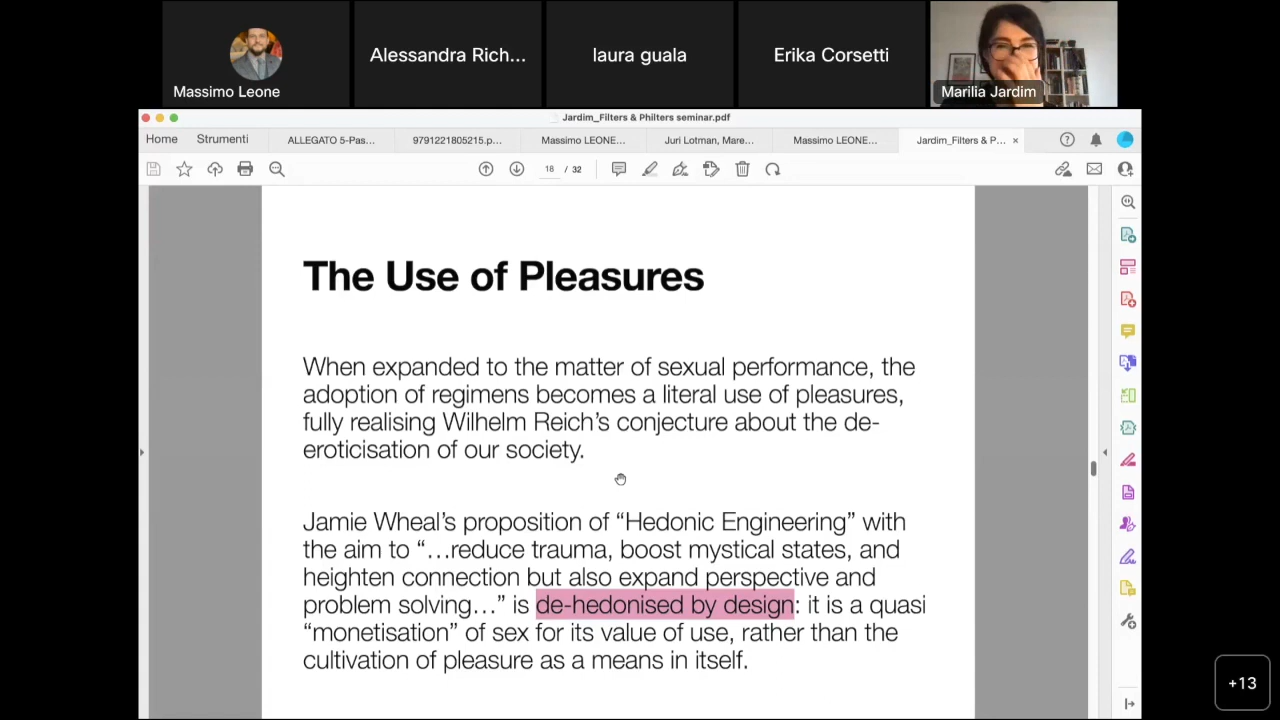 Massimo Leone
Alessandra Rich...
laura guala
Erika Corsetti
Marilia Jardim
Jardim_Filters & Philters seminar.pdf
Home Strumenti ALLEGATO 5-Pas... 9791221805215.p... Massimo LEONE... Juri Lotman, Mare... Massimo LEONE... Jardim_Filters & P... ×
18 / 32
The Use of Pleasures
When expanded to the matter of sexual performance, the
adoption of regimens becomes a literal use of pleasures,
fully realising Wilhelm Reich’s conjecture about the de-
eroticisation of our society.
Jamie Wheal’s proposition of “Hedonic Engineering” with
the aim to “…reduce trauma, boost mystical states, and
heighten connection but also expand perspective and
problem solving…” is de-hedonised by design: it is a quasi
“monetisation” of sex for its value of use, rather than the
cultivation of pleasure as a means in itself.
+13